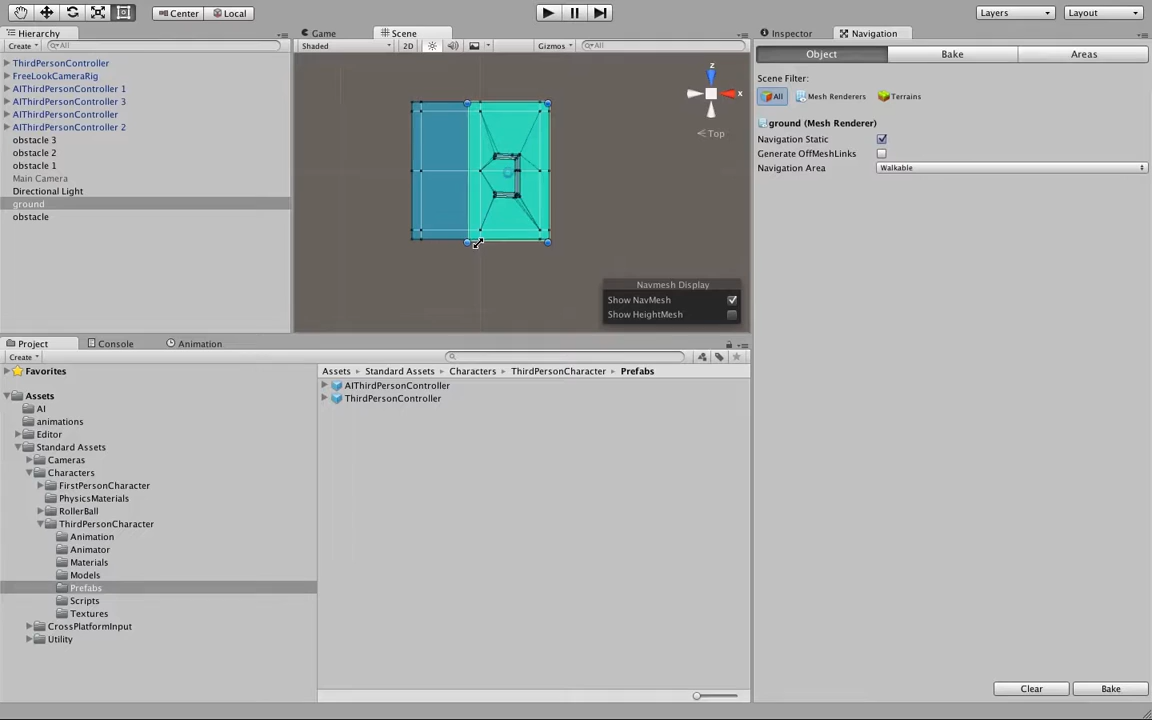 Center
Local
Layers
Layout
Hierarchy
Create
All
ThirdPersonController
FreeLookCameraRig
AIThirdPersonController 1
AIThirdPersonController 3
AIThirdPersonController
AIThirdPersonController 2
obstacle 3
obstacle 2
obstacle 1
Main Camera
Directional Light
ground
obstacle
Game
Scene
Shaded
2D
Gizmos
All
z
x
Top
Navmesh Display
Show NavMesh
Show HeightMesh
Inspector
Navigation
Object
Bake
Areas
Scene Filter:
All
Mesh Renderers
Terrains
ground (Mesh Renderer)
Navigation Static
Generate OffMeshLinks
Navigation Area
Walkable
Clear
Bake
Project
Console
Animation
Create
Favorites
Assets
AI
animations
Editor
Standard Assets
Cameras
Characters
FirstPersonCharacter
PhysicsMaterials
RollerBall
ThirdPersonCharacter
Animation
Animator
Materials
Models
Prefabs
Scripts
Textures
CrossPlatformInput
Utility
Assets
Standard Assets
Characters
ThirdPersonCharacter
Prefabs
AIThirdPersonController
ThirdPersonController